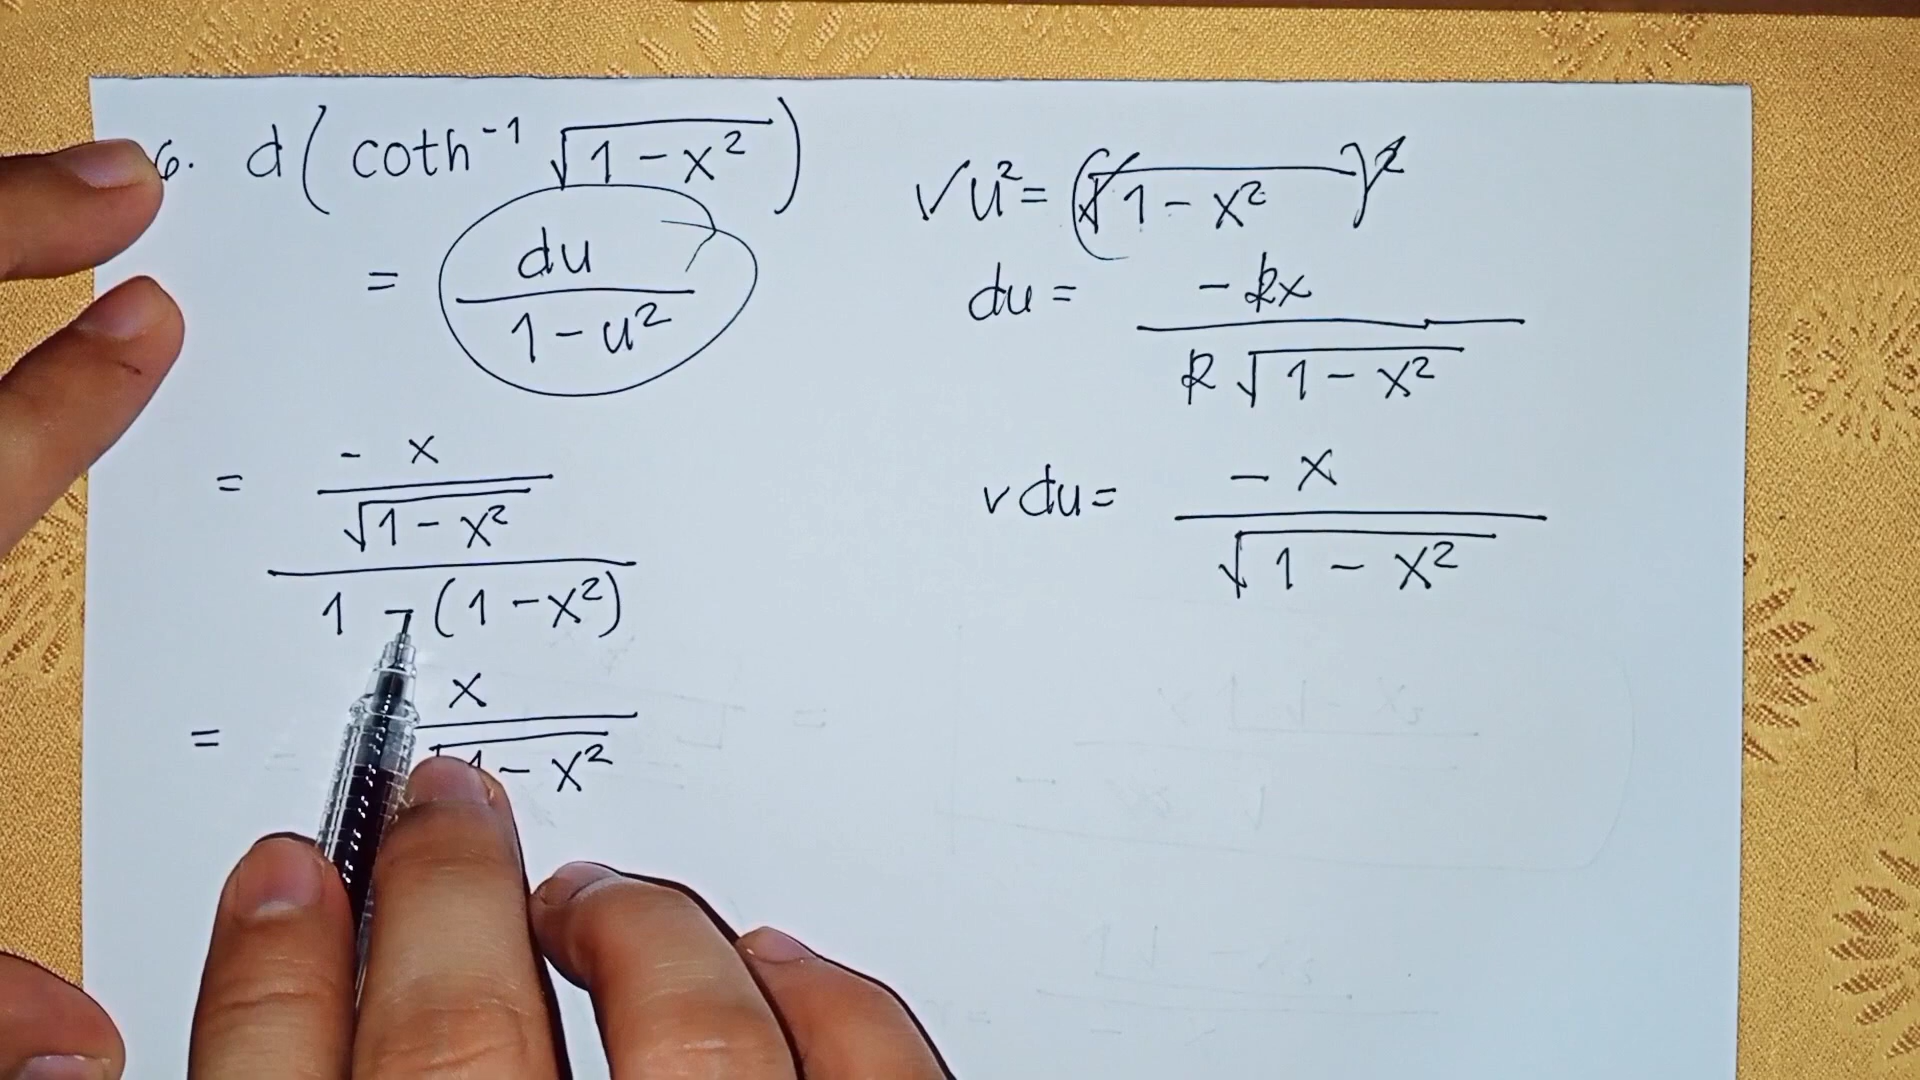 6. d(coth⁻¹ √(1 - x²))
= du / (1 - u²)
= (- x / √(1 - x²)) / (1 - (1 - x²))
= x / √(1 - x²)
√u² = (√(1 - x²))²
du = -2x / 2√(1 - x²)
√du = - x / √(1 - x²)